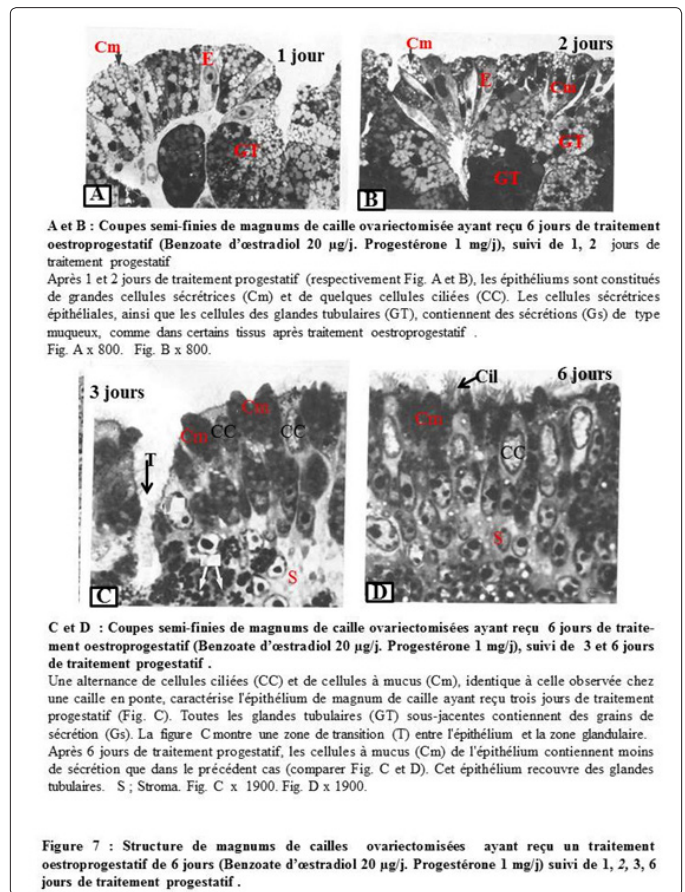 Cm
E
1 jour
GT
A
Cm
2 jours
E
Cm
GT
GT
B
A et B : Coupes semi-finies de magnums de caille ovariectomisée ayant reçu 6 jours de traitement
oestroprogestatif (Benzoate d'œstradiol 20 µg/j. Progestérone 1 mg/j), suivi de 1, 2 jours de
traitement progestatif
Après 1 et 2 jours de traitement progestatif (respectivement Fig. A et B), les épithéliums sont constitués
de grandes cellules sécrétrices (Cm) et de quelques cellules ciliées (CC). Les cellules sécrétrices
épithéliales, ainsi que les cellules des glandes tubulaires (GT), contiennent des sécrétions (Gs) de type
muqueux, comme dans certains tissus après traitement oestroprogestatif .
Fig. A x 800. Fig. B x 800.
3 jours
Cm
Cm
CC
CC
T
S
C
Cil
6 jours
Cm
CC
S
D
C et D : Coupes semi-finies de magnums de caille ovariectomisées ayant reçu 6 jours de traite-
ment oestroprogestatif (Benzoate d'œstradiol 20 µg/j. Progestérone 1 mg/j), suivi de 3 et 6 jours
de traitement progestatif .
Une alternance de cellules ciliées (CC) et de cellules à mucus (Cm), identique à celle observée chez
une caille en ponte, caractérise l'épithélium de magnum de caille ayant reçu trois jours de traitement
progestatif (Fig. C). Toutes les glandes tubulaires (GT) sous-jacentes contiennent des grains de
sécrétion (Gs). La figure C montre une zone de transition (T) entre l'épithélium et la zone glandulaire.
Après 6 jours de traitement progestatif, les cellules à mucus (Cm) de l'épithélium contiennent moins
de sécrétion que dans le précédent cas (comparer Fig. C et D). Cet épithélium recouvre des glandes
tubulaires. S ; Stroma. Fig. C x 1900. Fig. D x 1900.
Figure 7 : Structure de magnums de cailles ovariectomisées ayant reçu un traitement
oestroprogestatif de 6 jours (Benzoate d'œstradiol 20 µg/j. Progestérone 1 mg/j) suivi de 1, 2, 3, 6
jours de traitement progestatif .